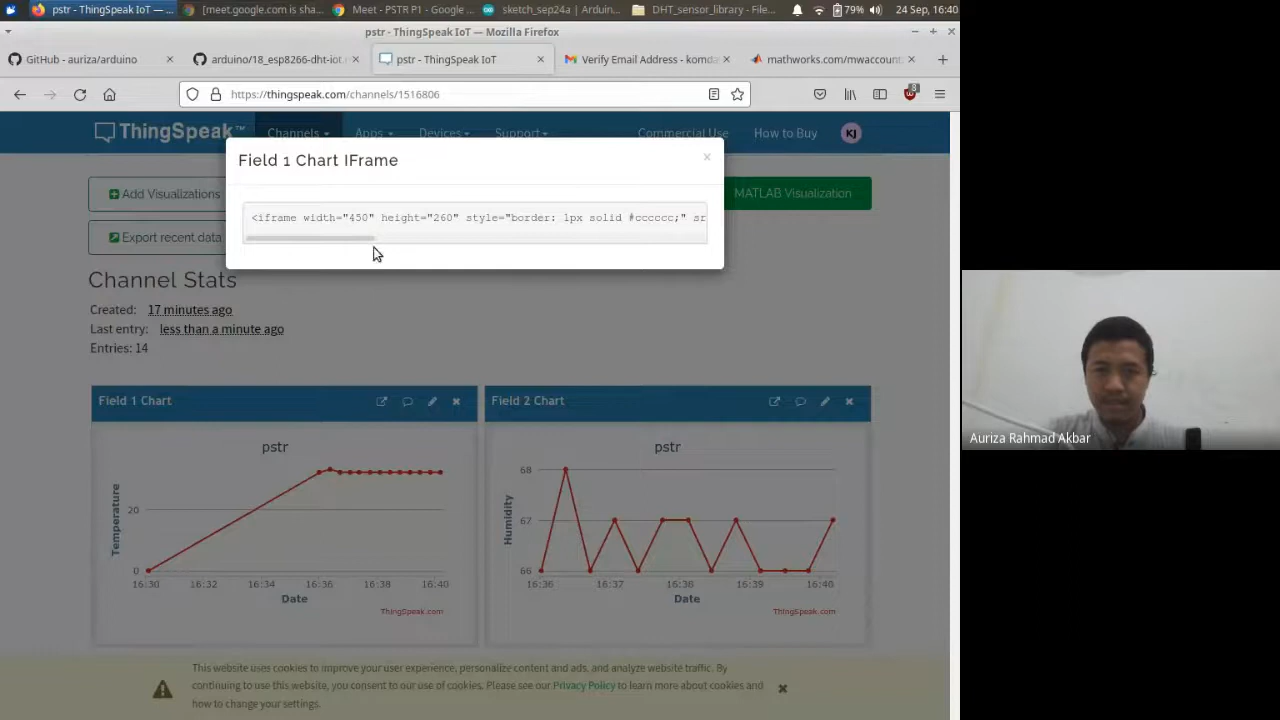 pstr - ThingSpeak IoT — ...
[meet.google.com is sha...
Meet - PSTR P1 - Google ...
sketch_sep24a | Arduin...
DHT_sensor_library - File...
79%
24 Sep, 16:40
pstr - ThingSpeak IoT — Mozilla Firefox
GitHub - auriza/arduino
arduino/18_esp8266-dht-iot.
pstr - ThingSpeak IoT
Verify Email Address - komda
mathworks.com/mwaccount
https://thingspeak.com/channels/1516806
8
ThingSpeak™
Channels
Apps
Devices
Support
Commercial Use
How to Buy
KJ
Field 1 Chart IFrame
×
<iframe width="450" height="260" style="border: 1px solid #cccccc;" sr
Add Visualizations
MATLAB Visualization
Export recent data
Channel Stats
Created: 17 minutes ago
Last entry: less than a minute ago
Entries: 14
Field 1 Chart
Field 2 Chart
pstr
Temperature
20
0
16:30 16:32 16:34 16:36 16:38 16:40
Date
ThingSpeak.com
pstr
Humidity
68
67
66
16:36 16:37 16:38 16:39 16:40
Date
ThingSpeak.com
This website uses cookies to improve your user experience, personalize content and ads, and analyze website traffic. By
continuing to use this website, you consent to our use of cookies. Please see our Privacy Policy to learn more about cookies and
how to change your settings.
Auriza Rahmad Akbar